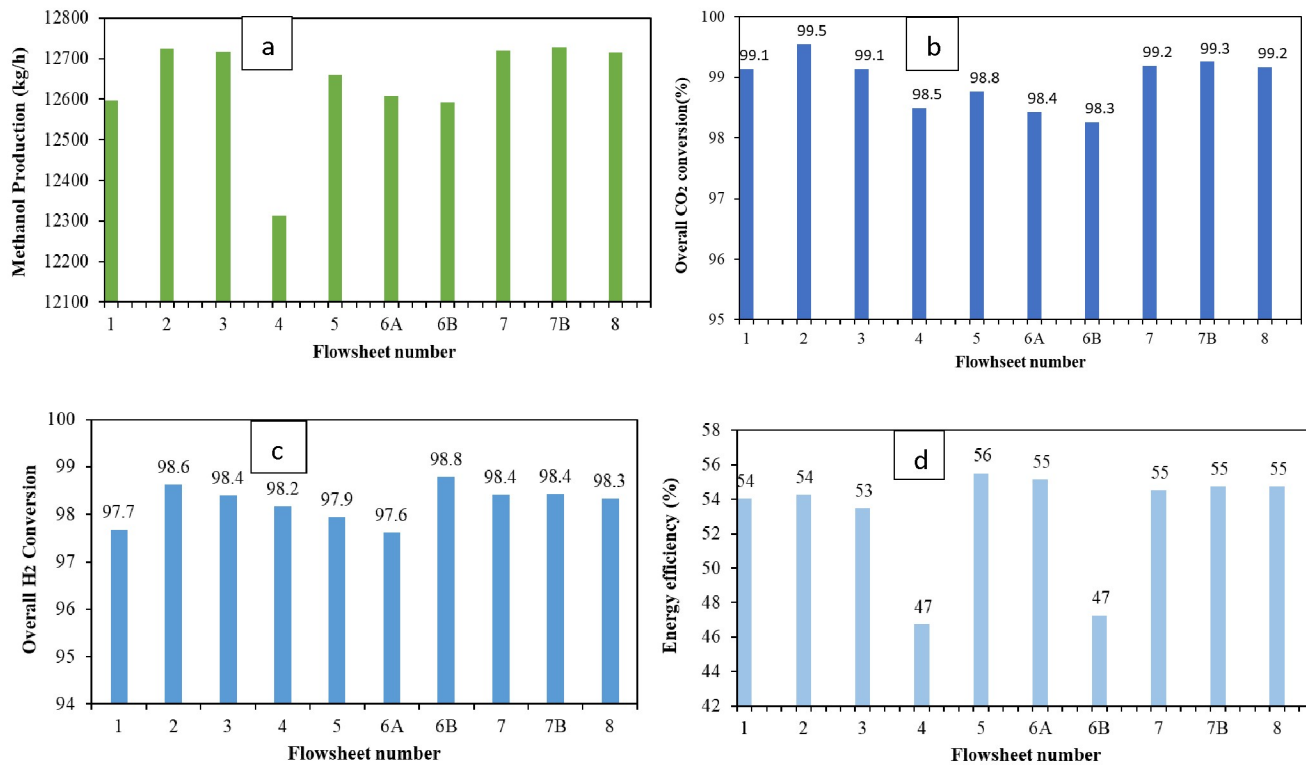 a
Methanol Production (kg/h)
12800
12700
12600
12500
12400
12300
12200
12100
1 2 3 4 5 6A 6B 7 7B 8
Flowsheet number
b
Overall CO2 conversion(%)
100
99
98
97
96
95
99.1 99.5 99.1 98.5 98.8 98.4 98.3 99.2 99.3 99.2
1 2 3 4 5 6A 6B 7 7B 8
Flowhseet number
c
Overall H2 Conversion
100
99
98
97
96
95
94
97.7 98.6 98.4 98.2 97.9 97.6 98.8 98.4 98.4 98.3
1 2 3 4 5 6A 6B 7 7B 8
Flowsheet number
d
Energy efficiency (%)
58
56
54
52
50
48
46
44
42
54 54 53 47 56 55 47 55 55 55
1 2 3 4 5 6A 6B 7 7B 8
Flowsheet number